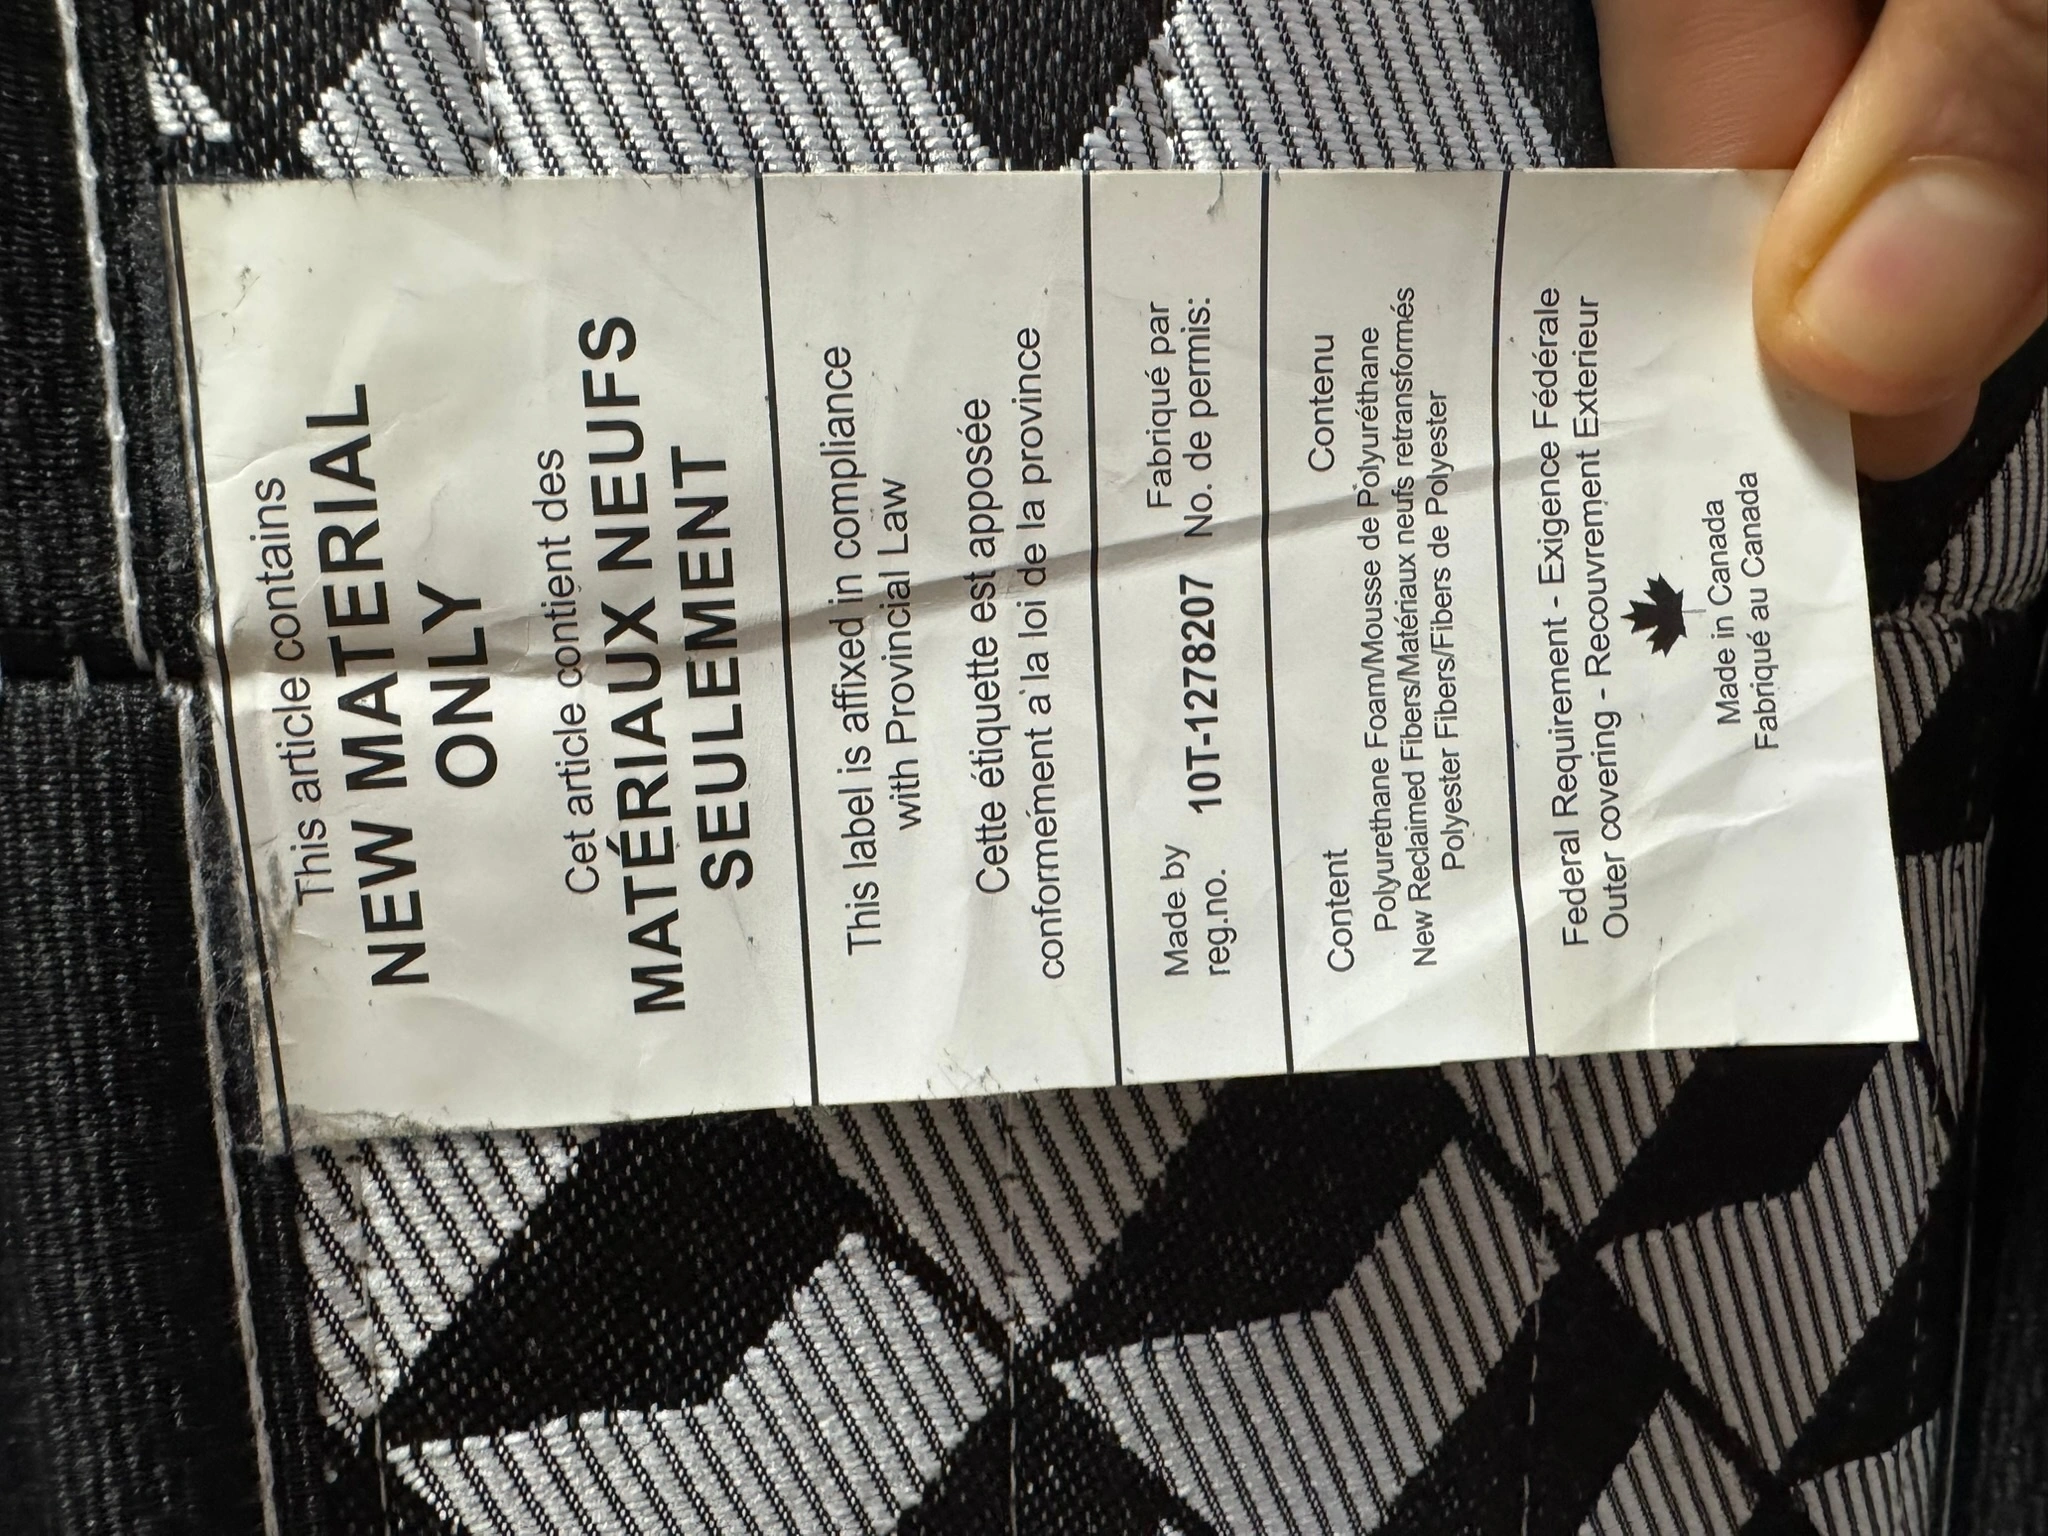 This article contains
NEW MATERIAL
ONLY
Cet article contient des
MATÉRIAUX NEUFS
SEULEMENT
This label is affixed in compliance
with Provincial Law
Cette étiquette est apposée
conformément à la loi de la province
Made by
reg.no.
10T-1278207
Fabriqué par
No. de permis:
Content
Contenu
Polyurethane Foam/Mousse de Polyuréthane
New Reclaimed Fibers/Matériaux neufs retransformés
Polyester Fibers/Fibers de Polyester
Federal Requirement - Exigence Fédérale
Outer covering - Recouvrement Exterieur
Made in Canada
Fabriqué au Canada